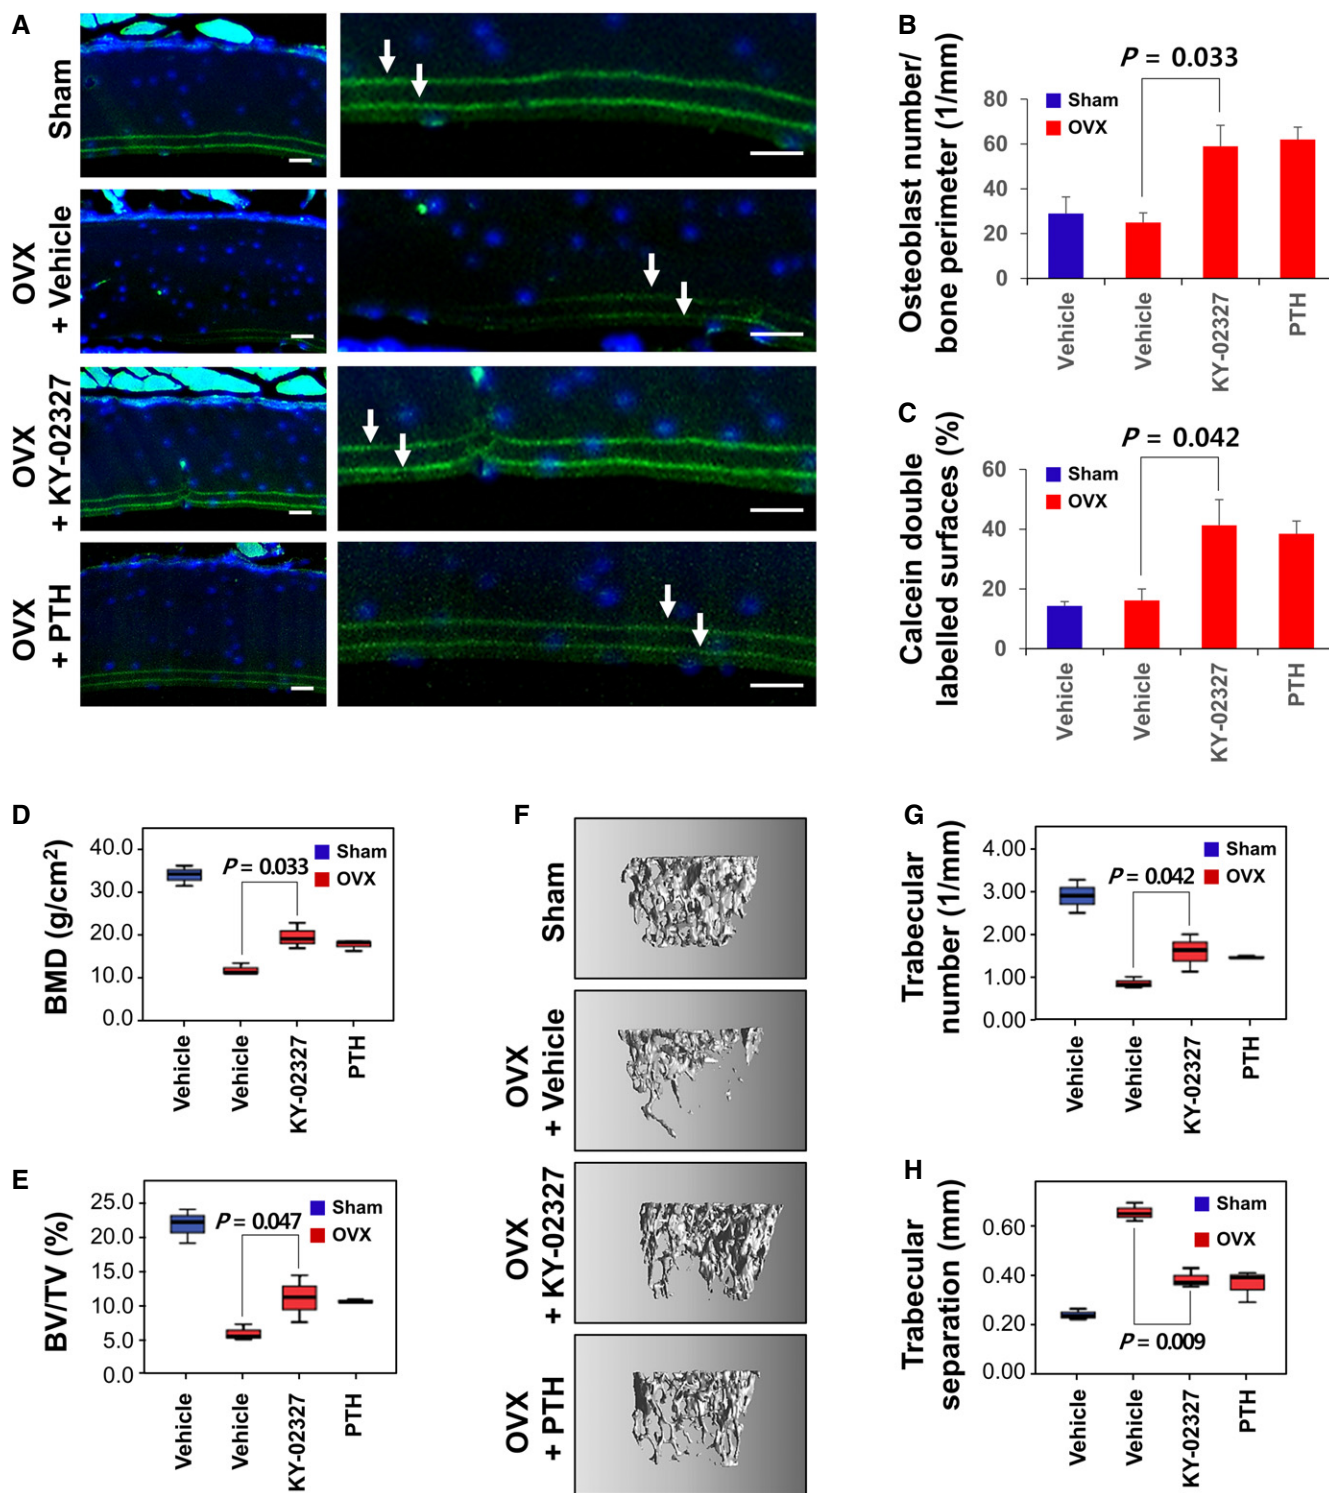 A
Sham
OVX
+ Vehicle
OVX
+ KY-02327
OVX
+ PTH
B
Osteoblast number/
bone perimeter (1/mm)
P = 0.033
Sham
OVX
80
60
40
20
0
Vehicle
Vehicle
KY-02327
PTH
C
Calcein double
labelled surfaces (%)
P = 0.042
Sham
OVX
60
40
20
0
Vehicle
Vehicle
KY-02327
PTH
D
BMD (g/cm²)
Sham
OVX
P = 0.033
40.0
30.0
20.0
10.0
0.0
Vehicle
Vehicle
KY-02327
PTH
E
BV/TV (%)
Sham
OVX
P = 0.047
25.0
20.0
15.0
10.0
5.0
0.0
Vehicle
Vehicle
KY-02327
PTH
F
Sham
OVX
+ Vehicle
OVX
+ KY-02327
OVX
+ PTH
G
Trabecular
number (1/mm)
Sham
OVX
P = 0.042
4.00
3.00
2.00
1.00
0.00
Vehicle
Vehicle
KY-02327
PTH
H
Trabecular
separation (mm)
Sham
OVX
P = 0.009
0.60
0.40
0.20
0.00
Vehicle
Vehicle
KY-02327
PTH